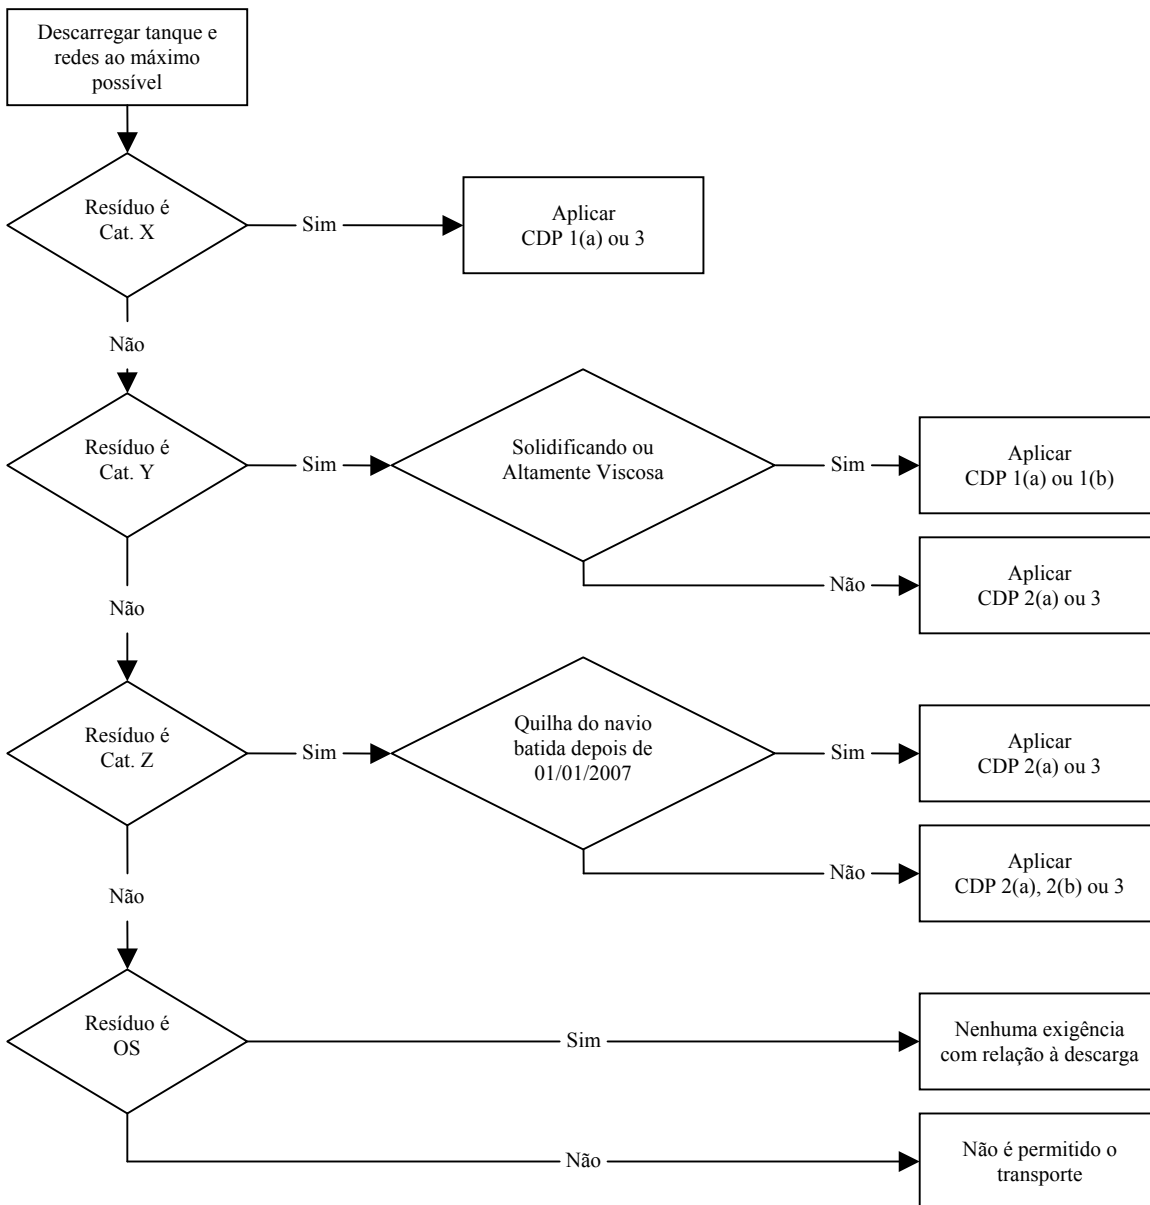 Descarregar tanque e
redes ao máximo
possível
Resíduo é
Cat. X
Sim
Aplicar
CDP 1(a) ou 3
Não
Resíduo é
Cat. Y
Sim
Solidificando ou
Altamente Viscosa
Sim
Aplicar
CDP 1(a) ou 1(b)
Não
Aplicar
CDP 2(a) ou 3
Não
Resíduo é
Cat. Z
Sim
Quilha do navio
batida depois de
01/01/2007
Sim
Aplicar
CDP 2(a) ou 3
Não
Aplicar
CDP 2(a), 2(b) ou 3
Não
Resíduo é
OS
Sim
Nenhuma exigência
com relação à descarga
Não
Não é permitido o
transporte